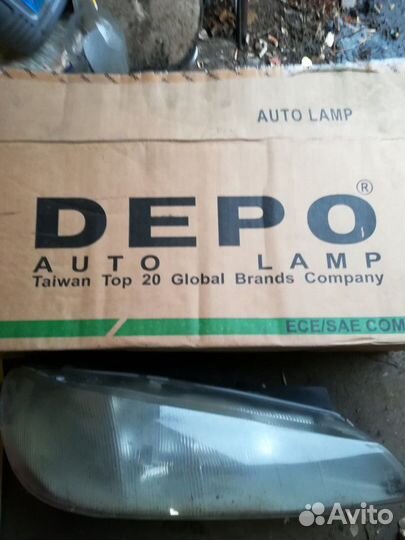 AUTO LAMP
DEPO®
AUTO LAMP
Taiwan Top 20 Global Brands Company
ECE/SAE COM
Avito